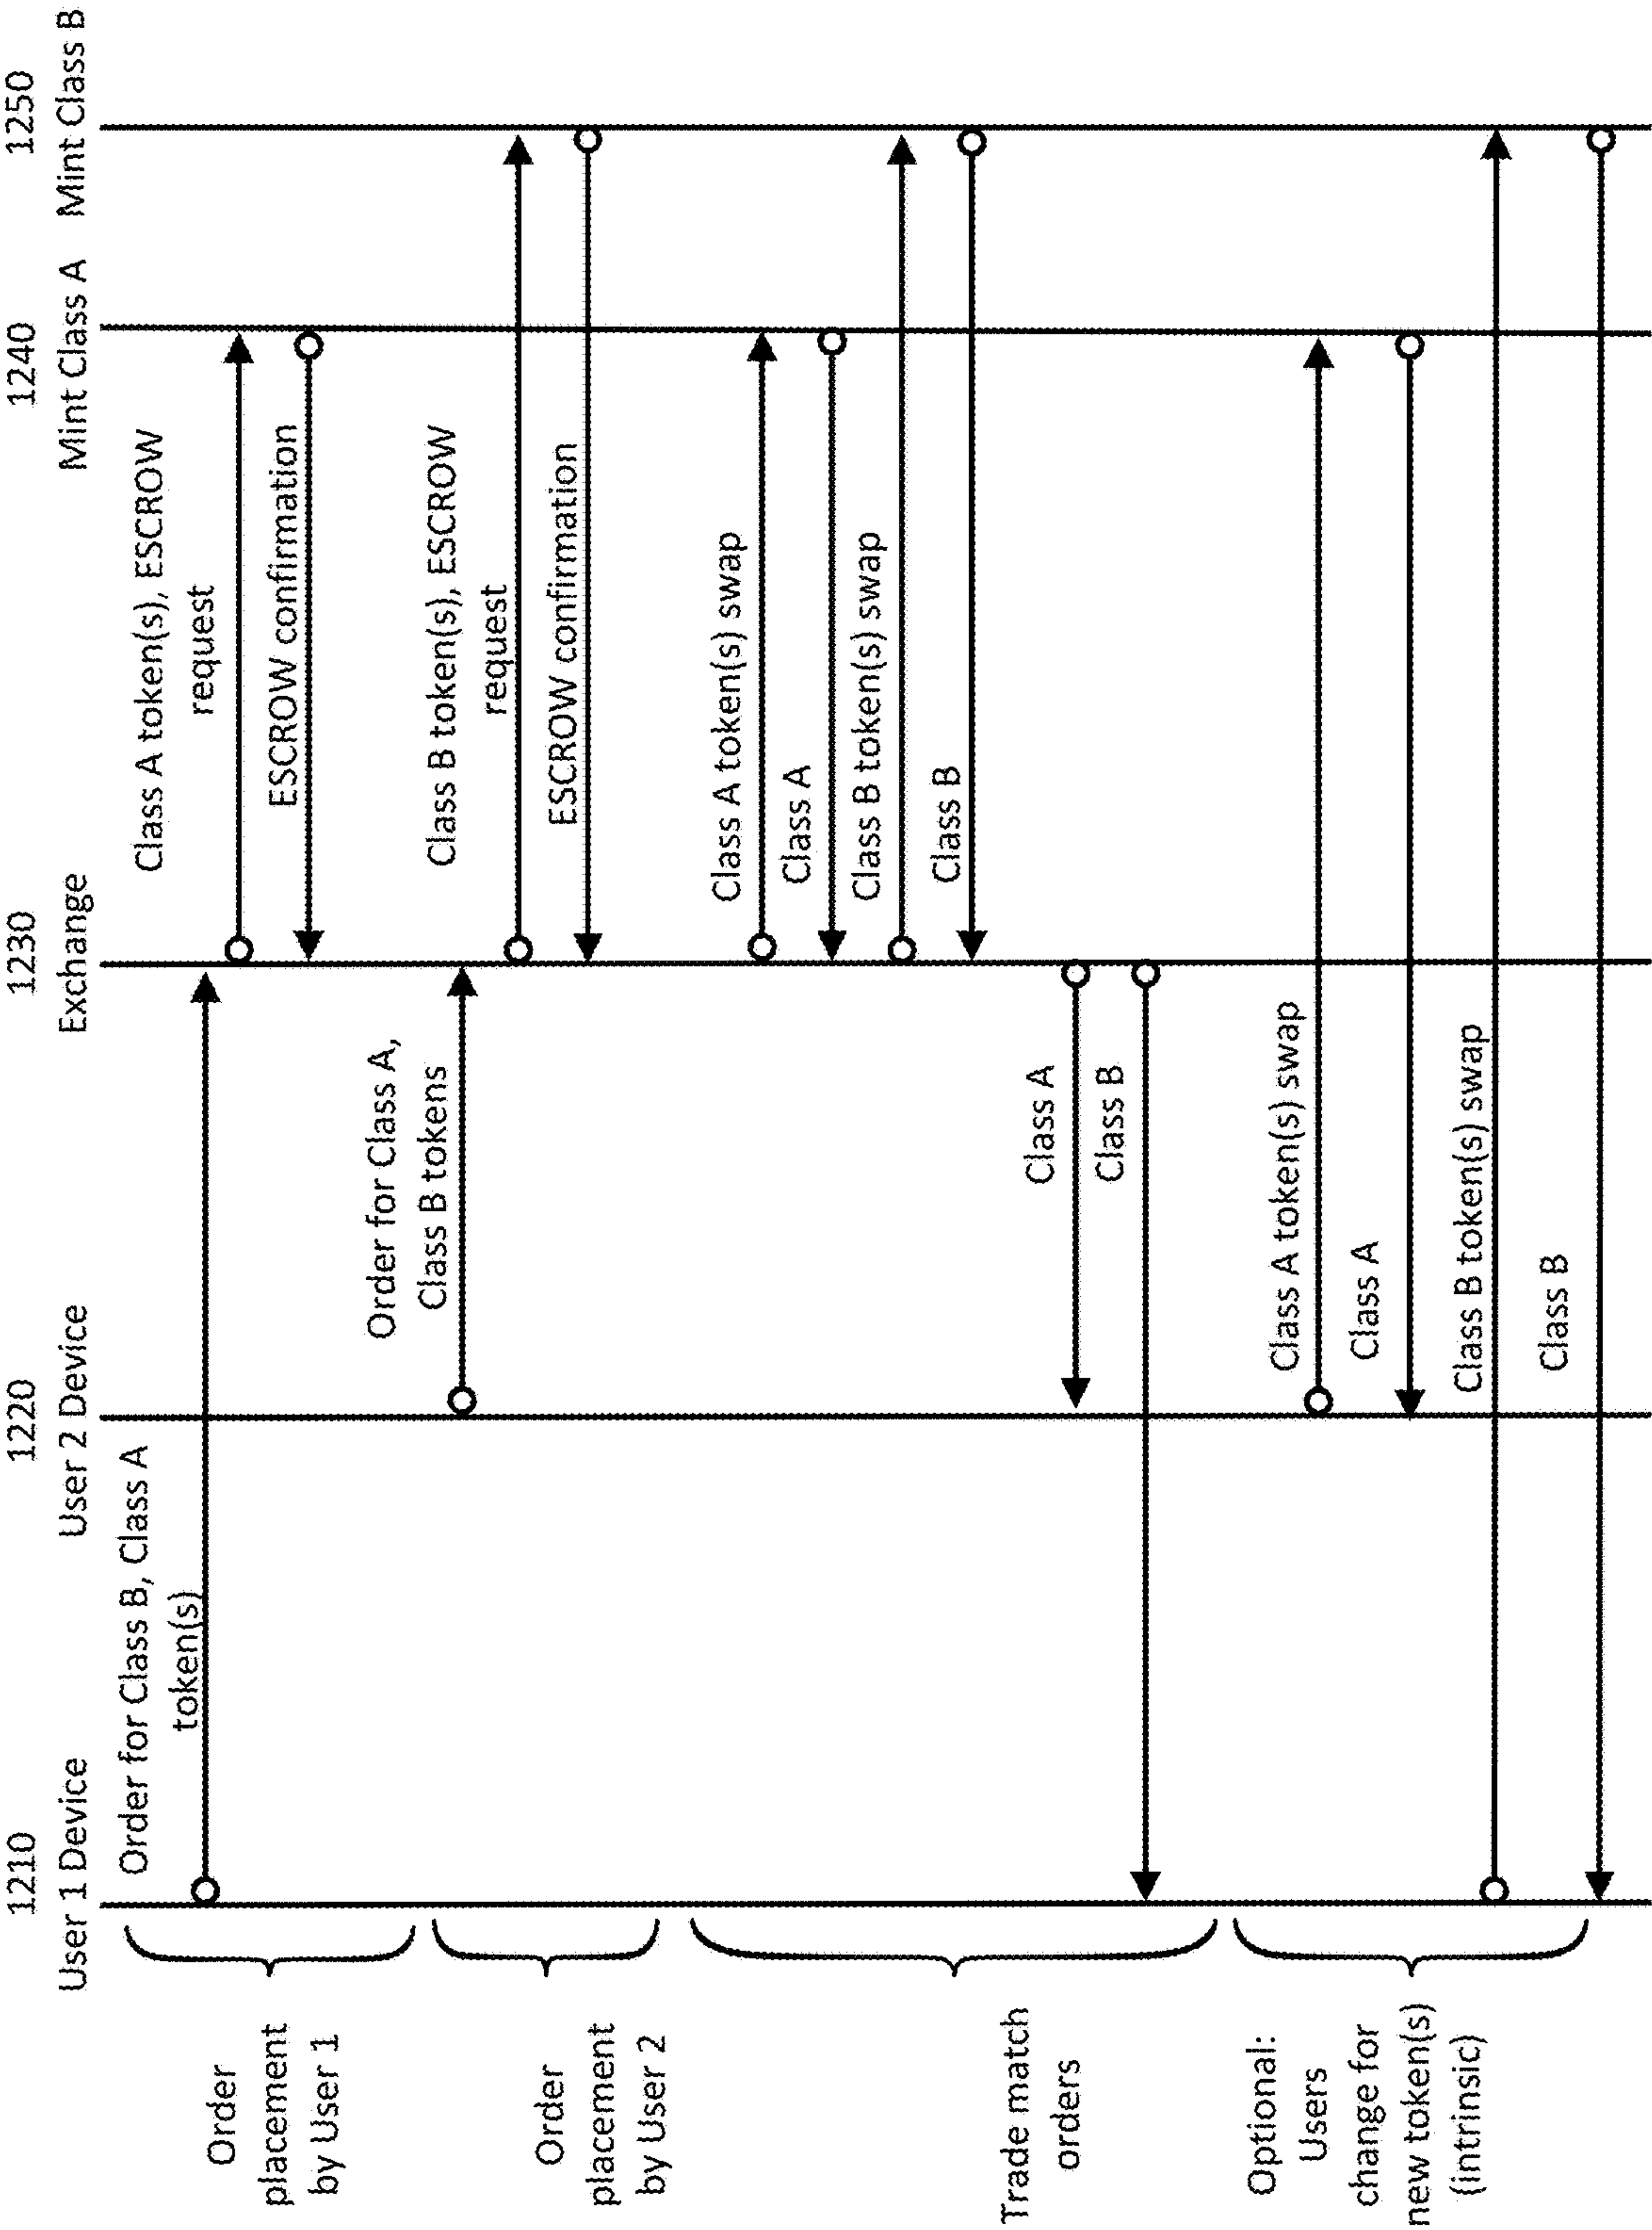 1210
User 1 Device
1220
User 2 Device
1230
Exchange
1240
Mint Class A
1250
Mint Class B
Order
placement
by User 1
Order for Class B, Class A
token(s)
Class A token(s), ESCROW
request
ESCROW confirmation
Order
placement
by User 2
Order for Class A,
Class B tokens
Class B token(s), ESCROW
request
ESCROW confirmation
Trade match
orders
Class A token(s) swap
Class A
Class B token(s) swap
Class B
Class A
Class B
Optional:
Users
change for
new token(s)
(intrinsic)
Class A token(s) swap
Class A
Class B token(s) swap
Class B